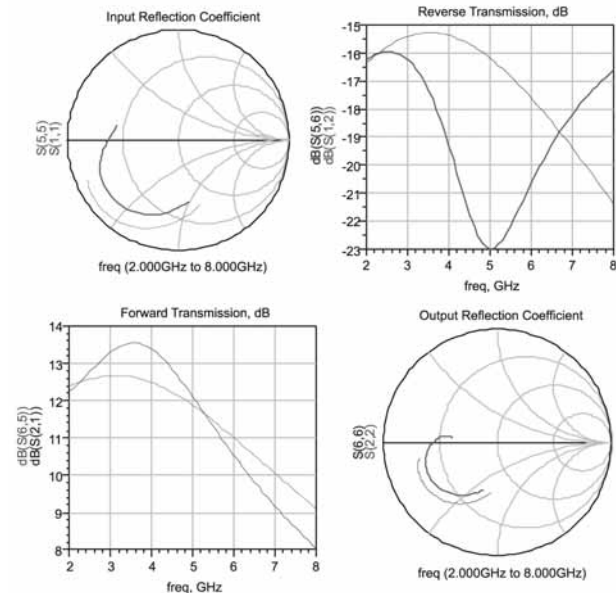 Input Reflection Coefficient
S(5,5)
S(1,1)
freq (2.000GHz to 8.000GHz)
Reverse Transmission, dB
dB(S(5,6))
dB(S(1,2))
-15
-16
-17
-18
-19
-20
-21
-22
-23
2 3 4 5 6 7 8
freq, GHz
Forward Transmission, dB
dB(S(6,5))
dB(S(2,1))
14
13
12
11
10
9
8
2 3 4 5 6 7 8
freq, GHz
Output Reflection Coefficient
S(6,6)
S(2,2)
freq (2.000GHz to 8.000GHz)